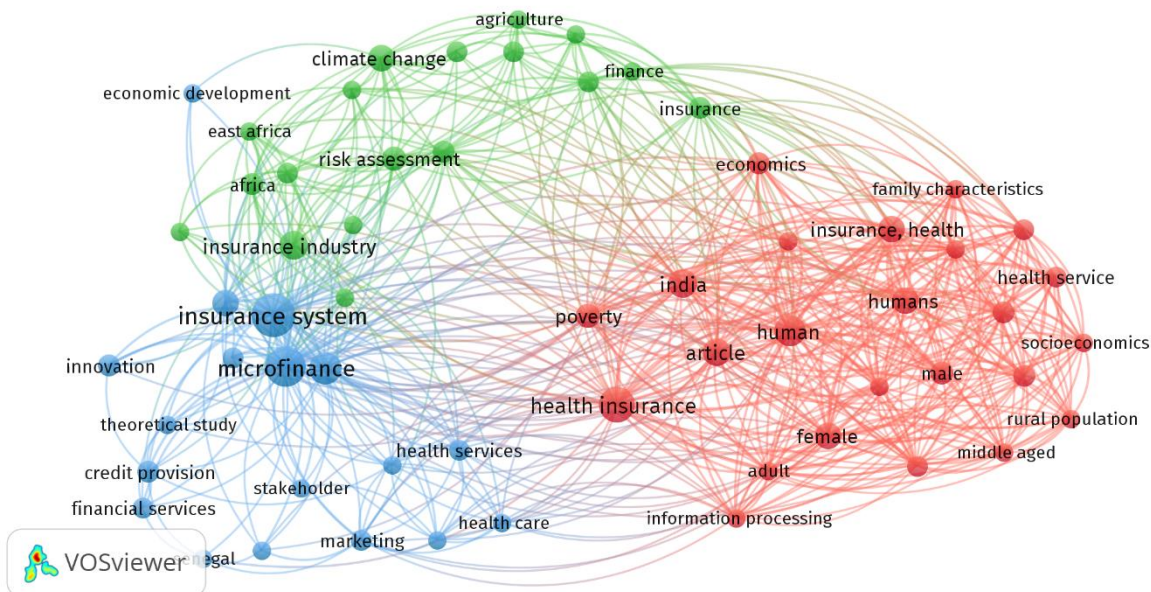 agriculture
climate change
finance
economic development
insurance
east africa
risk assessment
economics
africa
family characteristics
insurance industry
insurance, health
india
health service
insurance system
poverty
human
humans
socioeconomics
innovation
microfinance
article
male
health insurance
rural population
theoretical study
female
health services
middle aged
credit provision
adult
stakeholder
financial services
health care
information processing
marketing
VOSviewer